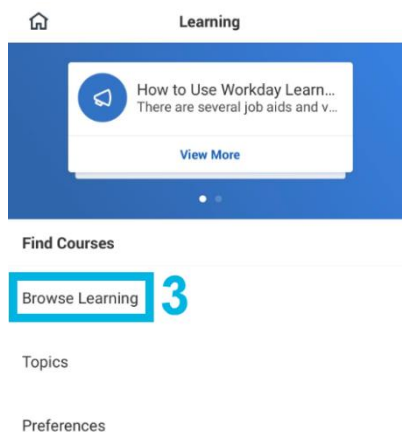 Learning
How to Use Workday Learn...
There are several job aids and v...
View More
Find Courses
Browse Learning
3
Topics
Preferences